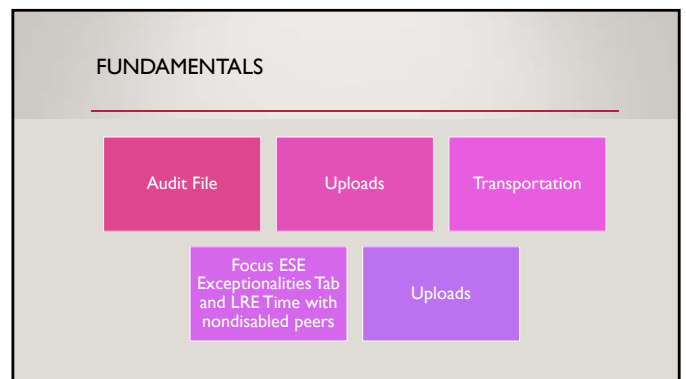 FUNDAMENTALS
Audit File
Uploads
Transportation
Focus ESE
Exceptionalities Tab
and LRE Time with
nondisabled peers
Uploads